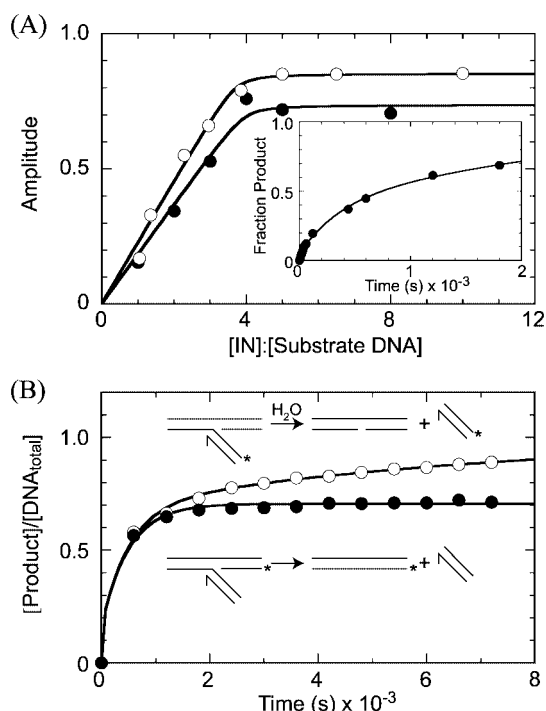 (A)
1.0
0.5
0
Amplitude
1.0
0.5
0
Fraction Product
0 1 2
Time (s) x 10-3
0 4 8 12
[IN]:[Substrate DNA]
(B)
H2O
+
*
*
1.0
0.5
0
[Product]/[DNAtotal]
* * +
0 2 4 6 8
Time (s) x 10-3